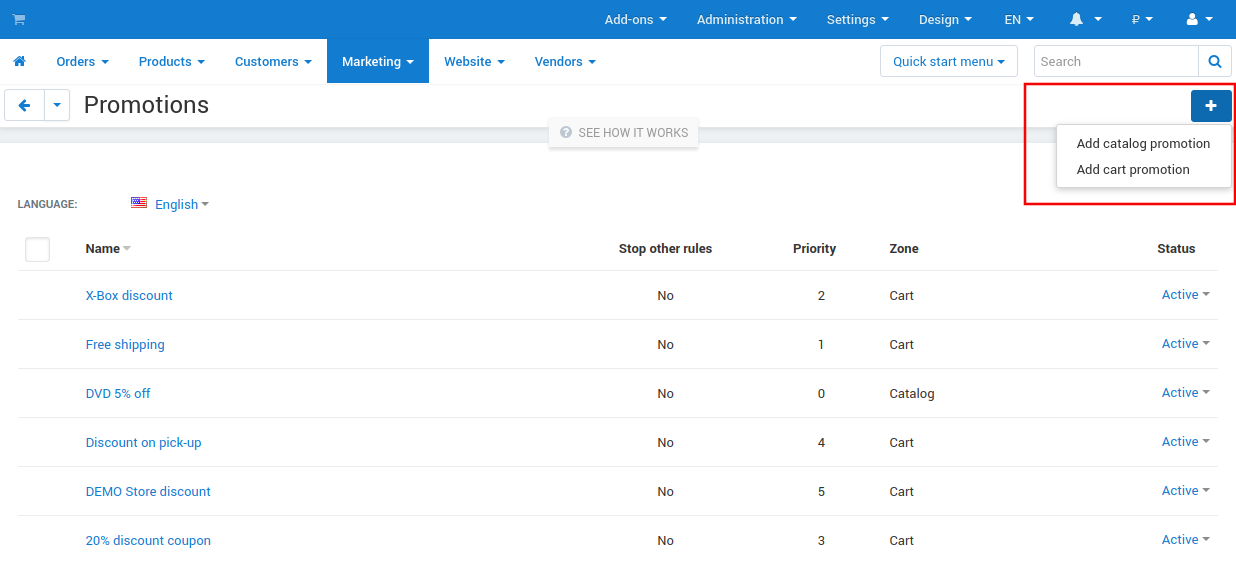 Add-ons Administration Settings Design EN ₽
Orders Products Customers Marketing Website Vendors Quick start menu Search
Promotions
SEE HOW IT WORKS
Add catalog promotion
Add cart promotion
LANGUAGE: English
Name Stop other rules Priority Zone Status
X-Box discount No 2 Cart Active
Free shipping No 1 Cart Active
DVD 5% off No 0 Catalog Active
Discount on pick-up No 4 Cart Active
DEMO Store discount No 5 Cart Active
20% discount coupon No 3 Cart Active